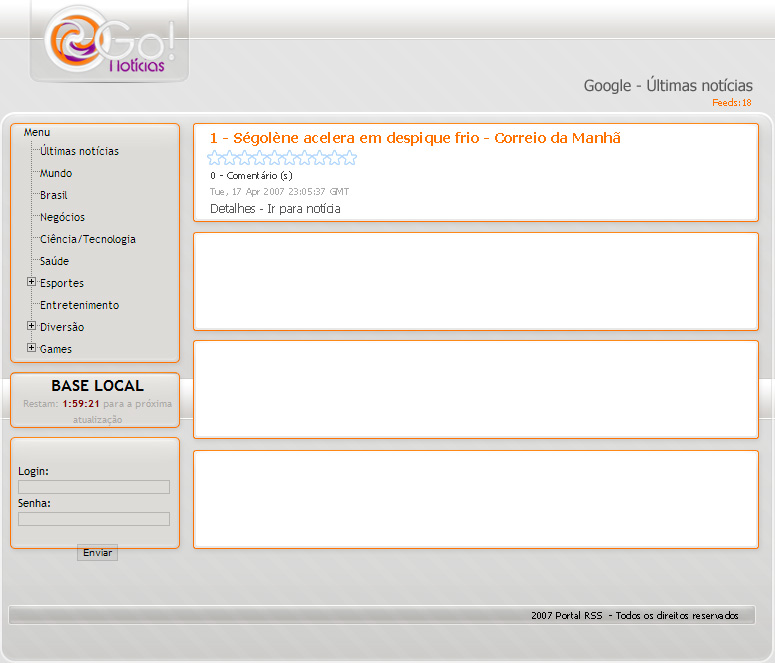 Go!
Notícias
Google - Últimas notícias
Feeds:18
Menu
Últimas notícias
Mundo
Brasil
Negócios
Ciência/Tecnologia
Saúde
Esportes
Entretenimento
Diversão
Games
BASE LOCAL
Restam: 1:59:21 para a próxima
atualização
Login:
Senha:
Enviar
1 - Ségolène acelera em despique frio - Correio da Manhã
0 - Comentário (s)
Tue, 17 Apr 2007 23:05:37 GMT
Detalhes - Ir para notícia
2007 Portal RSS - Todos os direitos reservados